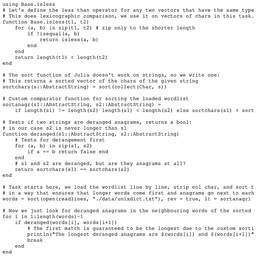 using Base.isless
# Let's define the less than operator for any two vectors that have the same type
# This does lexicographic comparison, we use it on vectors of chars in this task.
function Base.isless(t1, t2)
    for (a, b) in zip(t1, t2) # zip only to the shorter length
        if !isequal(a, b)
            return isless(a, b)
        end
    end
    return length(t1) < length(t2)
end

# The sort function of Julia doesn't work on strings, so we write one:
# This returns a sorted vector of the chars of the given string
sortchars(s::AbstractString) = sort(collect(Char, s))

# Custom comparator function for sorting the loaded wordlist
sortanagr(s1::AbstractString, s2::AbstractString) =
    if length(s1) != length(s2) length(s1) < length(s2) else sortchars(s1) < sort

# Tests if two strings are deranged anagrams, returns a bool:
# In our case s2 is never longer than s1
function deranged(s1::AbstractString, s2::AbstractString)
    # Tests for derangement first
    for (a, b) in zip(s1, s2)
        if a == b return false end
    end
    # s1 and s2 are deranged, but are they anagrams at all?
    return sortchars(s1) == sortchars(s2)
end

# Task starts here, we load the wordlist line by line, strip eol char, and sort t
# in a way that ensures that longer words come first and anagrams go next to each
words = sort(open(readlines, "./data/unixdict.txt"), rev = true, lt = sortanagr)

# Now we just look for deranged anagrams in the neighbouring words of the sorted
for i in 1:length(words)-1
    if deranged(words[i], words[i+1])
        # The first match is guaranteed to be the longest due to the custom sorti
        println("The longest deranged anagrams are $(words[i]) and $(words[i+1])"
        break
    end
end